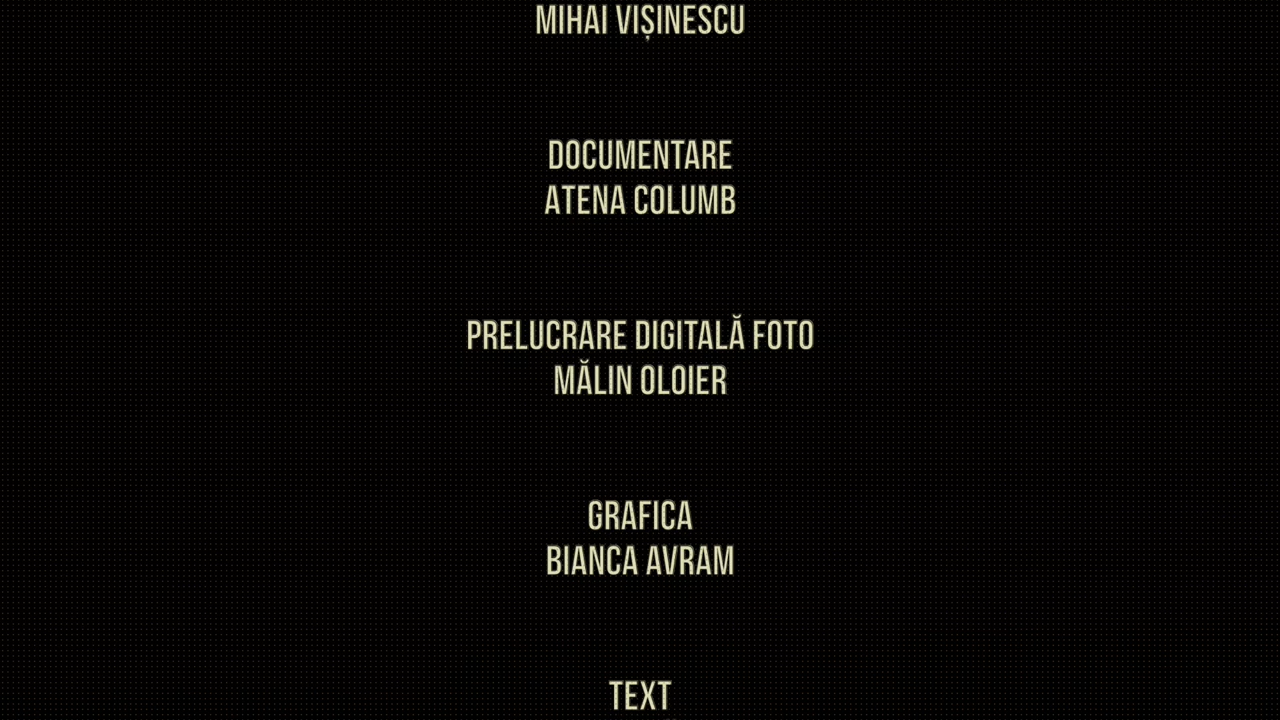 MIHAI VIȘINESCU
DOCUMENTARE
ATENA COLUMB
PRELUCRARE DIGITALĂ FOTO
MĂLIN OLOIER
GRAFICA
BIANCA AVRAM
TEXT